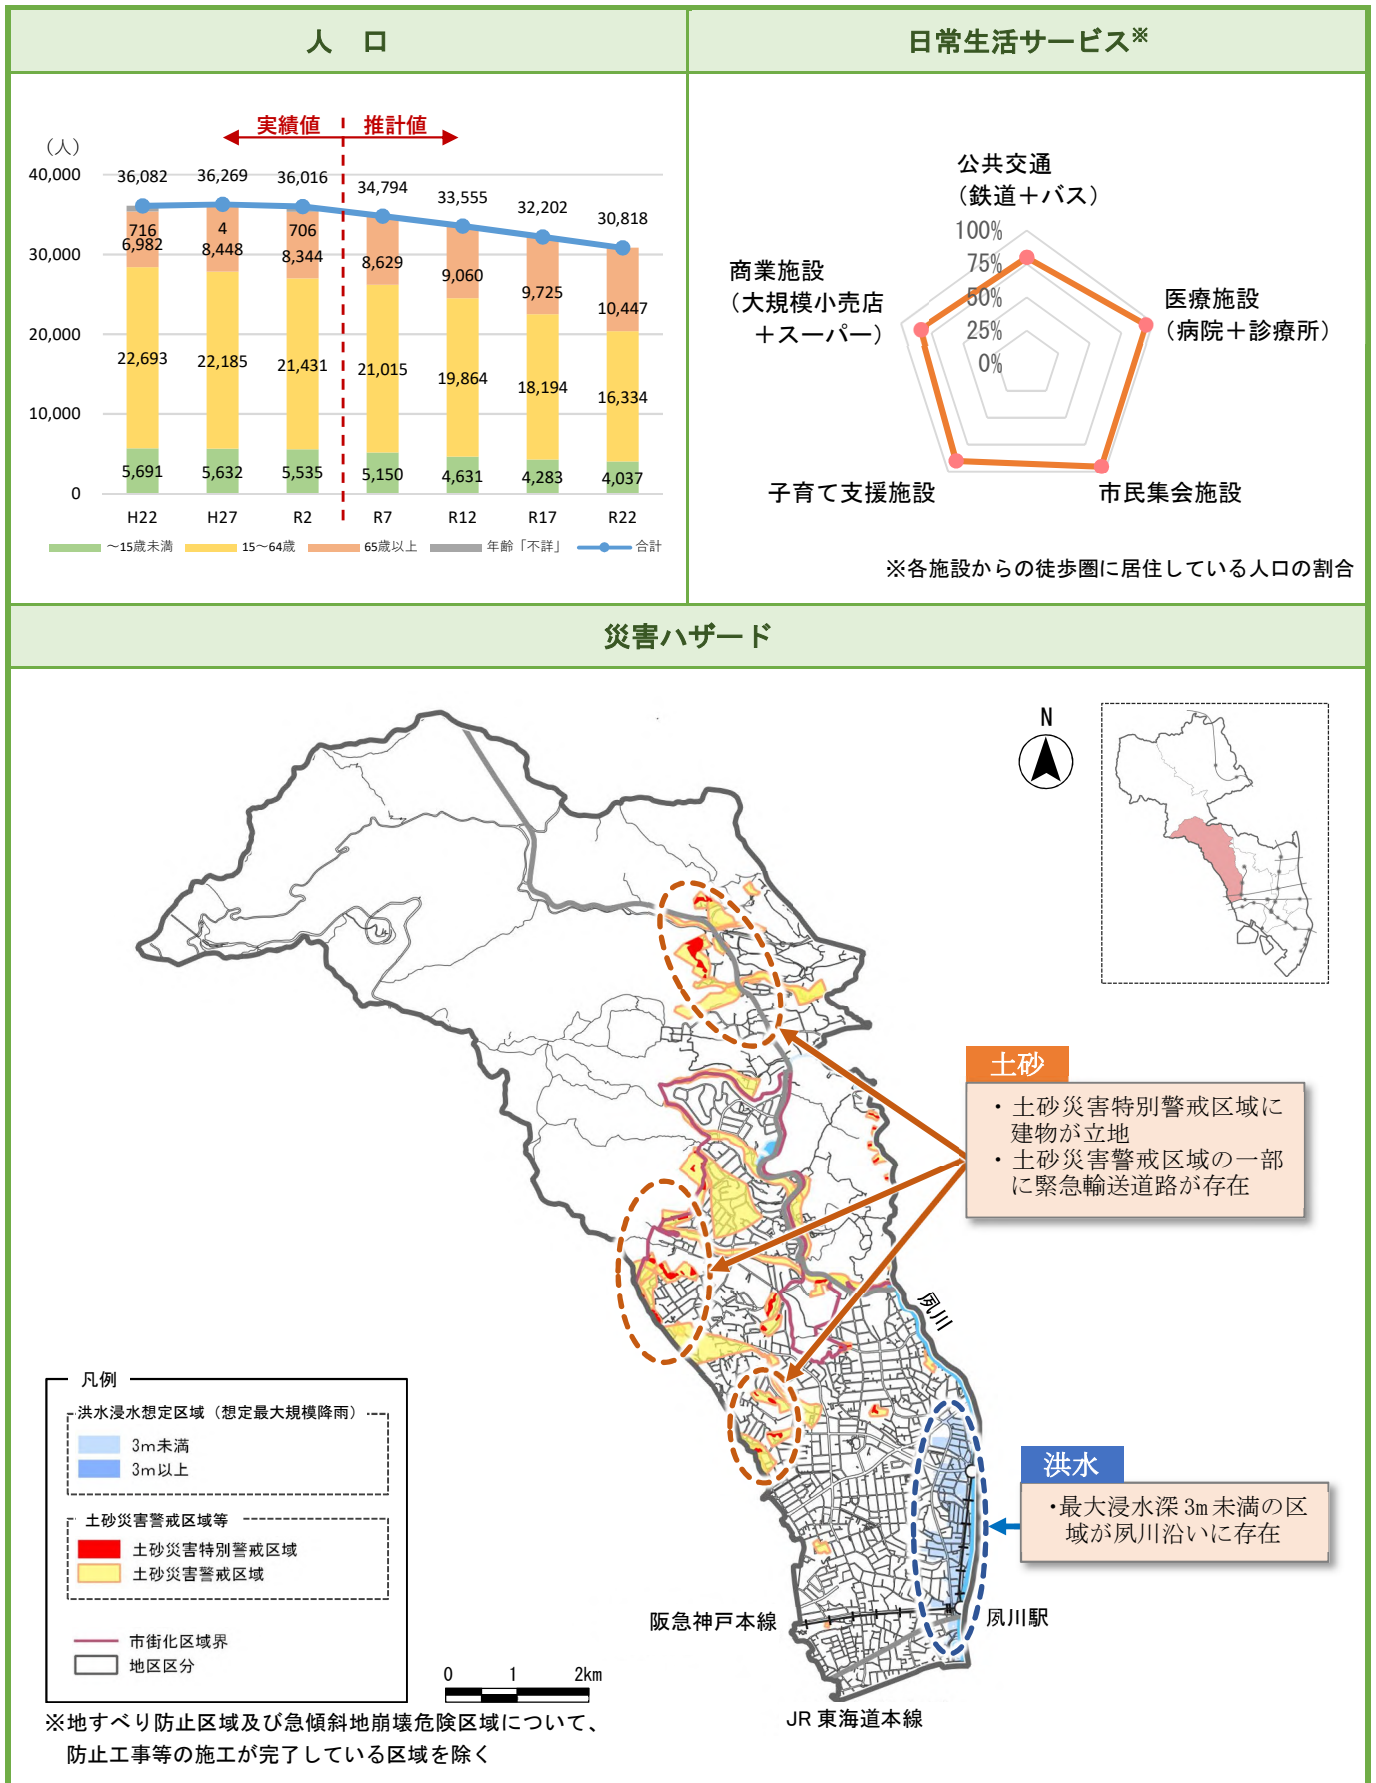 人　口
日常生活サービス※
実績値
推計値
（人）
40,000
30,000
20,000
10,000
0
36,082
36,269
36,016
34,794
33,555
32,202
30,818
716
4
706
6,982
8,448
8,344
8,629
9,060
9,725
10,447
22,693
22,185
21,431
21,015
19,864
18,194
16,334
5,691
5,632
5,535
5,150
4,631
4,283
4,037
H22
H27
R2
R7
R12
R17
R22
～15歳未満
15～64歳
65歳以上
年齢「不詳」
合計
公共交通
（鉄道＋バス）
100%
75%
50%
25%
0%
商業施設
（大規模小売店
＋スーパー）
医療施設
（病院＋診療所）
子育て支援施設
市民集会施設
※各施設からの徒歩圏に居住している人口の割合
災害ハザード
N
土砂
・土砂災害特別警戒区域に
建物が立地
・土砂災害警戒区域の一部
に緊急輸送道路が存在
夙川
洪水
・最大浸水深 3m 未満の区
域が夙川沿いに存在
凡例
洪水浸水想定区域（想定最大規模降雨）
3m未満
3m以上
土砂災害警戒区域等
土砂災害特別警戒区域
土砂災害警戒区域
市街化区域界
地区区分
0
1
2km
阪急神戸本線
夙川駅
JR 東海道本線
※地すべり防止区域及び急傾斜地崩壊危険区域について、
防止工事等の施工が完了している区域を除く